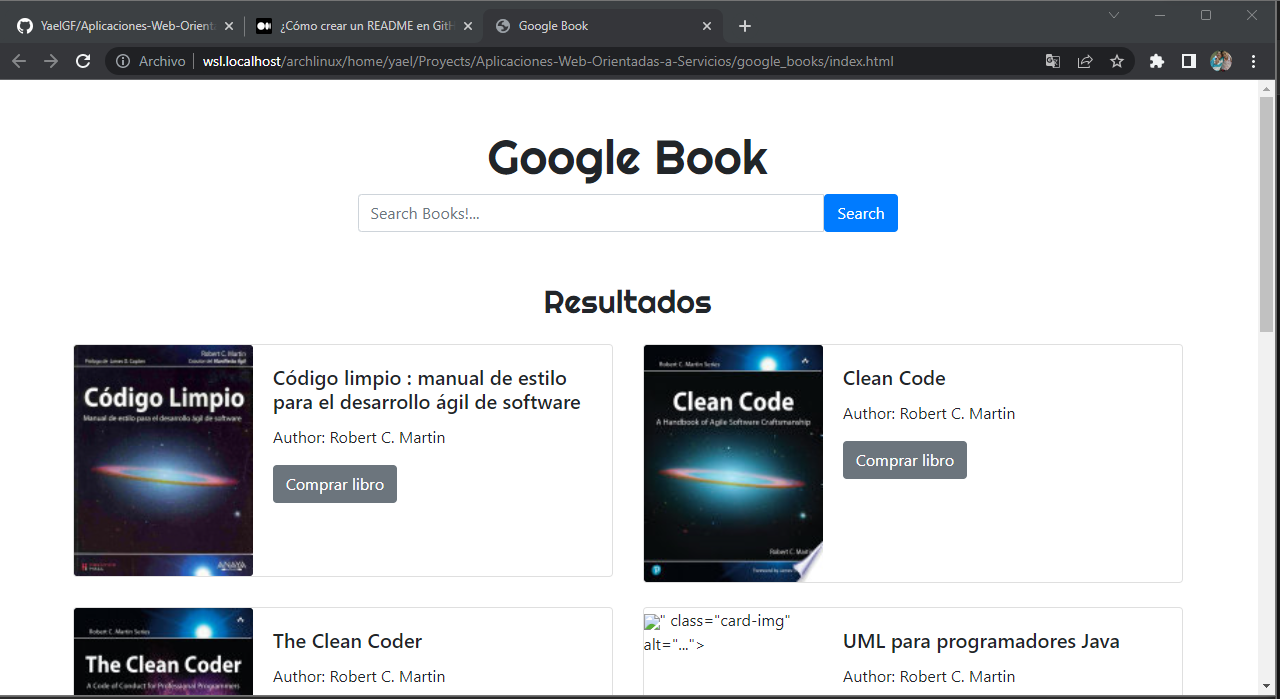 YaelGF/Aplicaciones-Web-Orienta
¿Cómo crear un README en GitH
Google Book
Archivo
wsl.localhost/archlinux/home/yael/Proyects/Aplicaciones-Web-Orientadas-a-Servicios/google_books/index.html
Google Book
Search Books!...
Search
Resultados
Robert C. Martin
Código Limpio
Manual de estilo para el desarrollo ágil de software
ANAYA
Código limpio : manual de estilo
para el desarrollo ágil de software
Author: Robert C. Martin
Comprar libro
Robert C. Martin Series
Clean Code
A Handbook of Agile Software Craftsmanship
Robert C. Martin
Clean Code
Author: Robert C. Martin
Comprar libro
Robert C. Martin Series
The Clean Coder
A Code of Conduct for Professional Programmers
The Clean Coder
Author: Robert C. Martin
" class="card-img"
alt="...">
UML para programadores Java
Author: Robert C. Martin